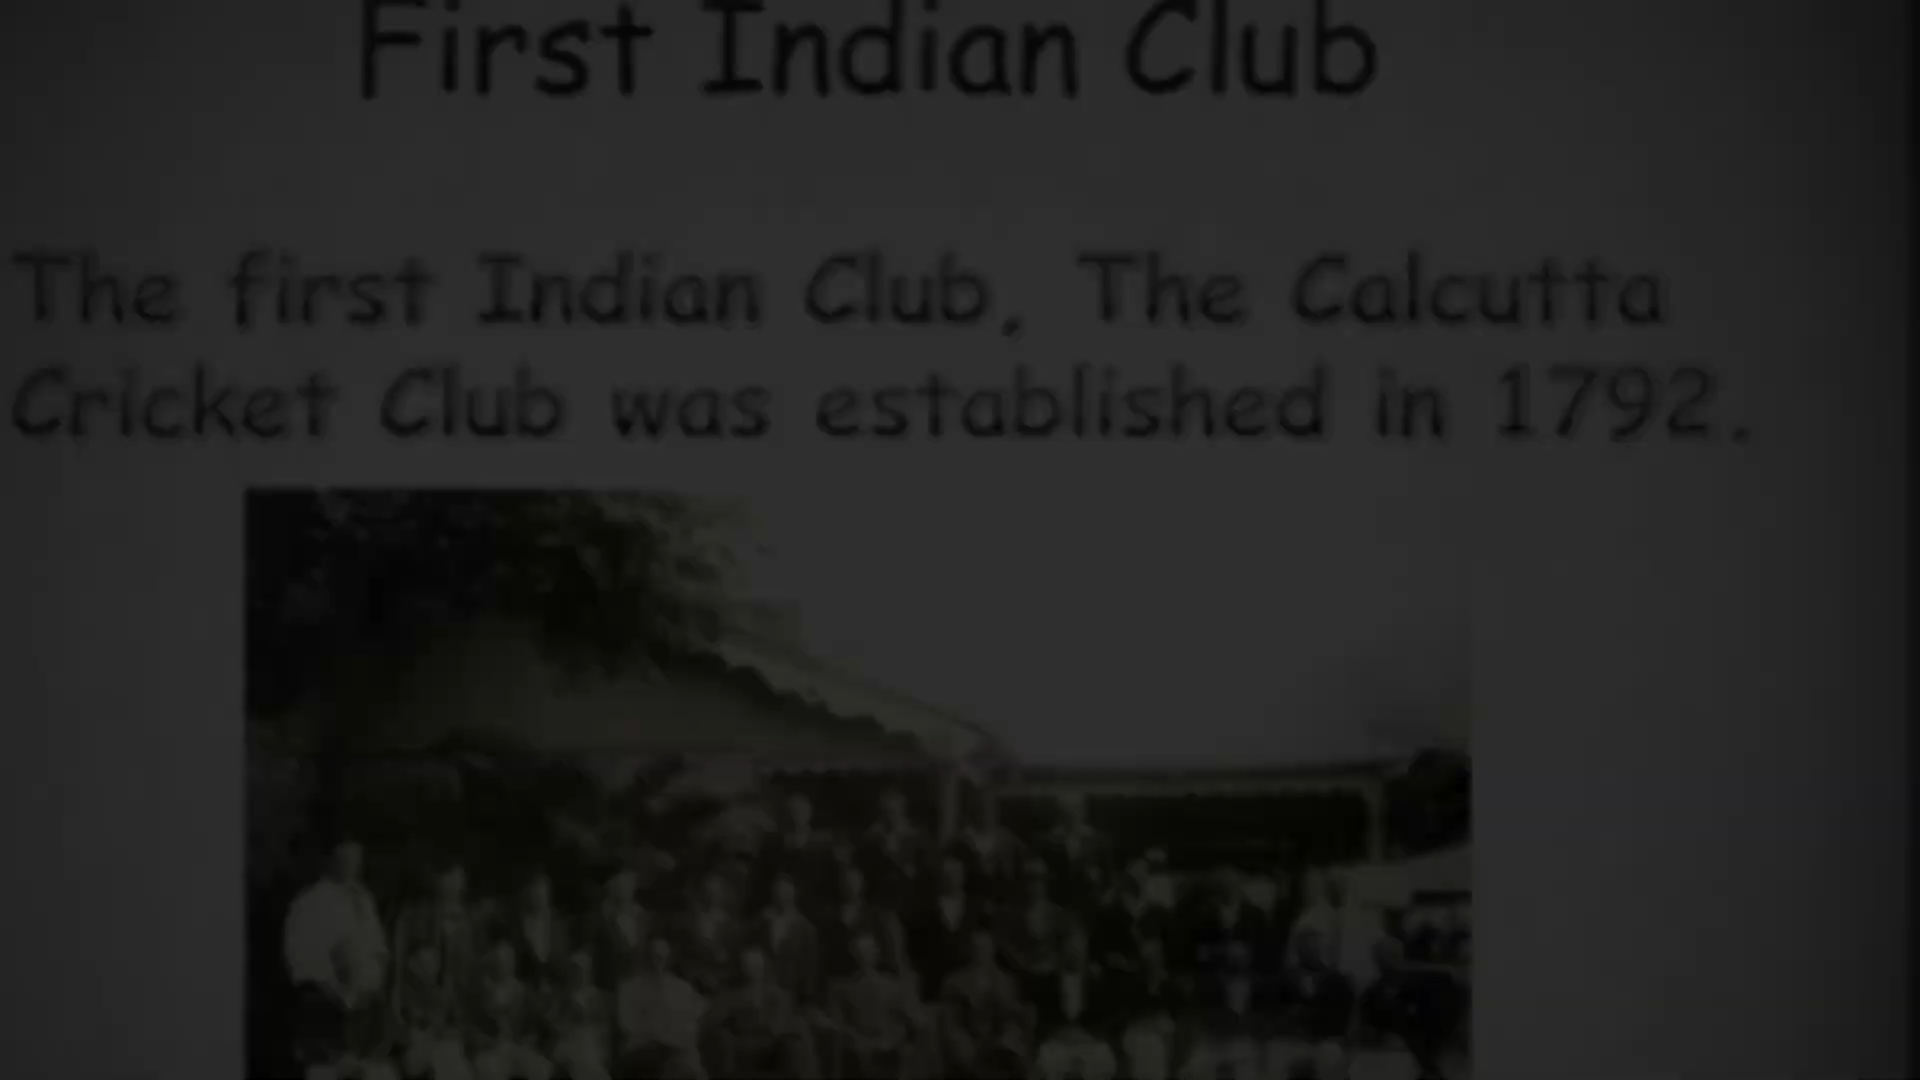 First Indian Club
The first Indian Club, The Calcutta
Cricket Club was established in 1792.